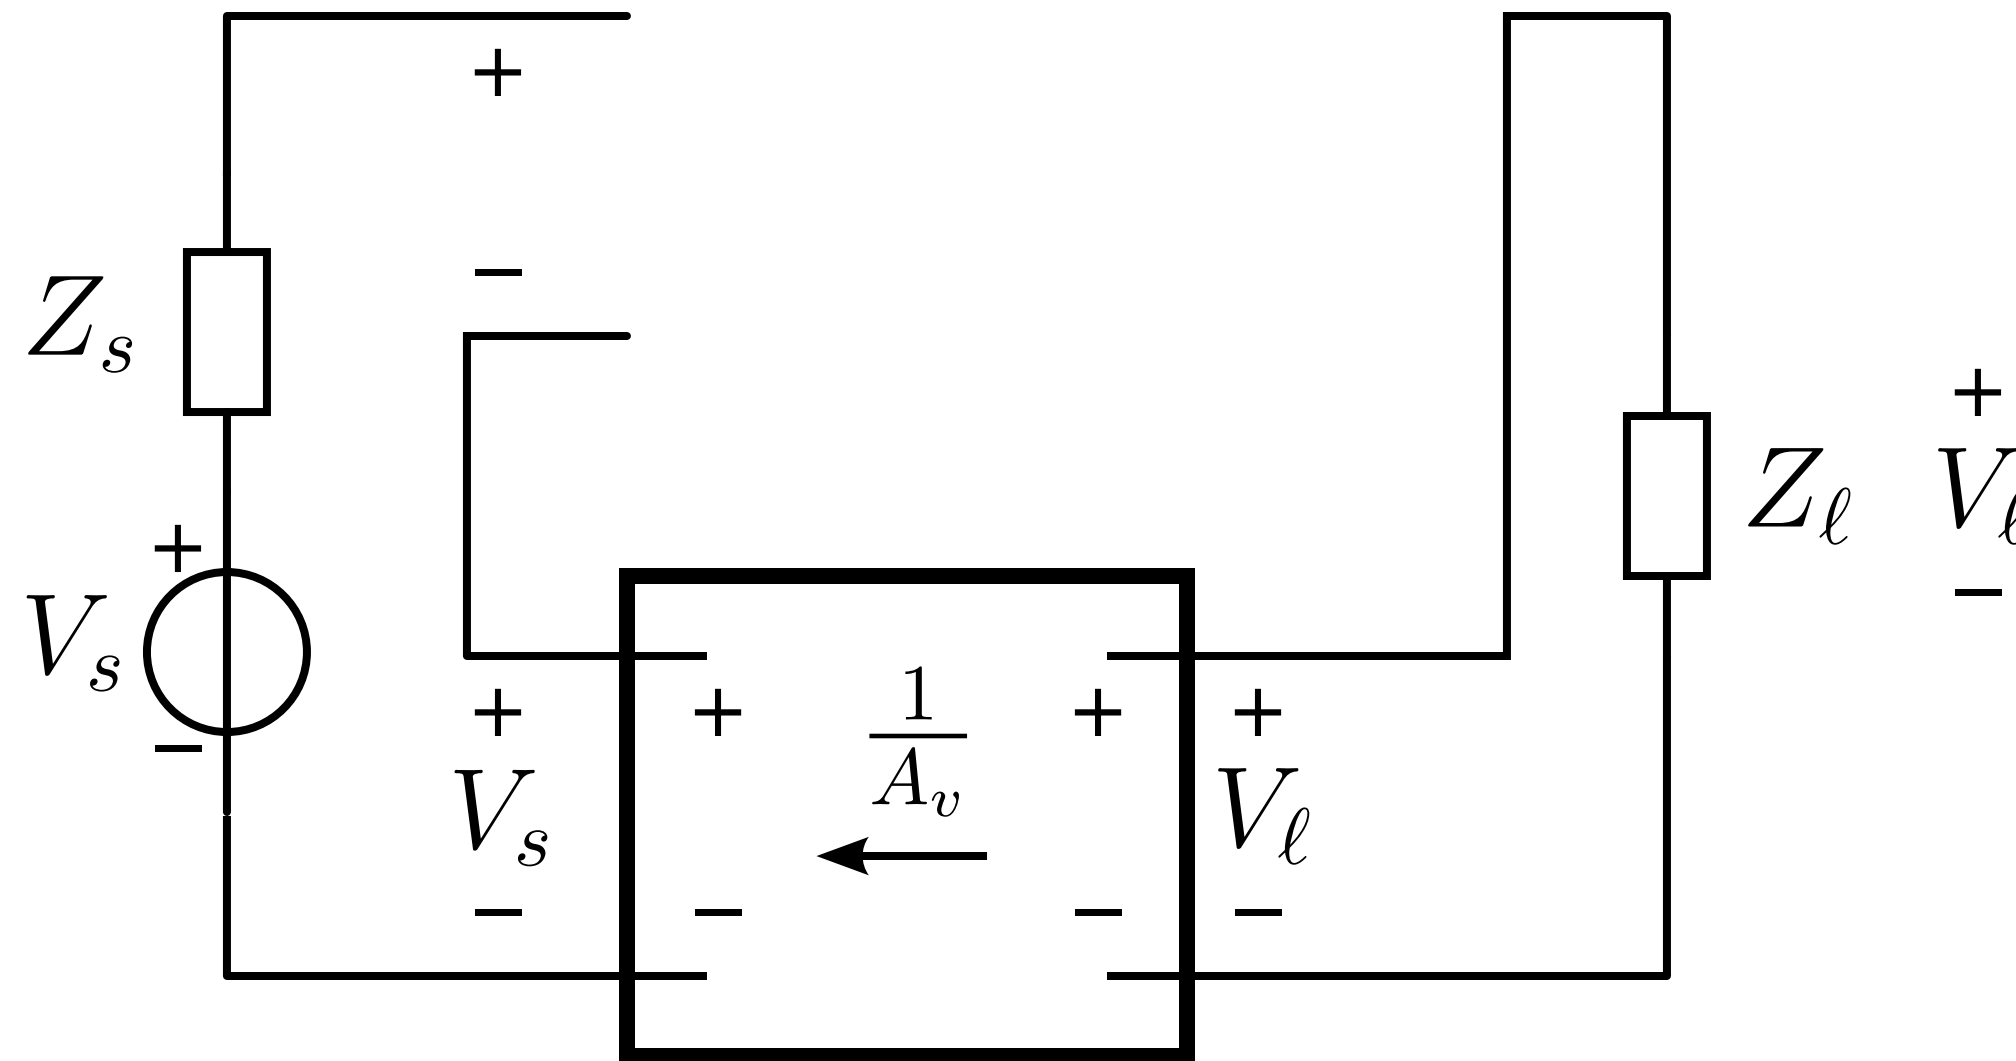 +
−
Z_s
+
Z_ℓ
V_ℓ
+
V_s
−
−
+
+
1
+
+
V_s
A_v
V_ℓ
−
−
−
−